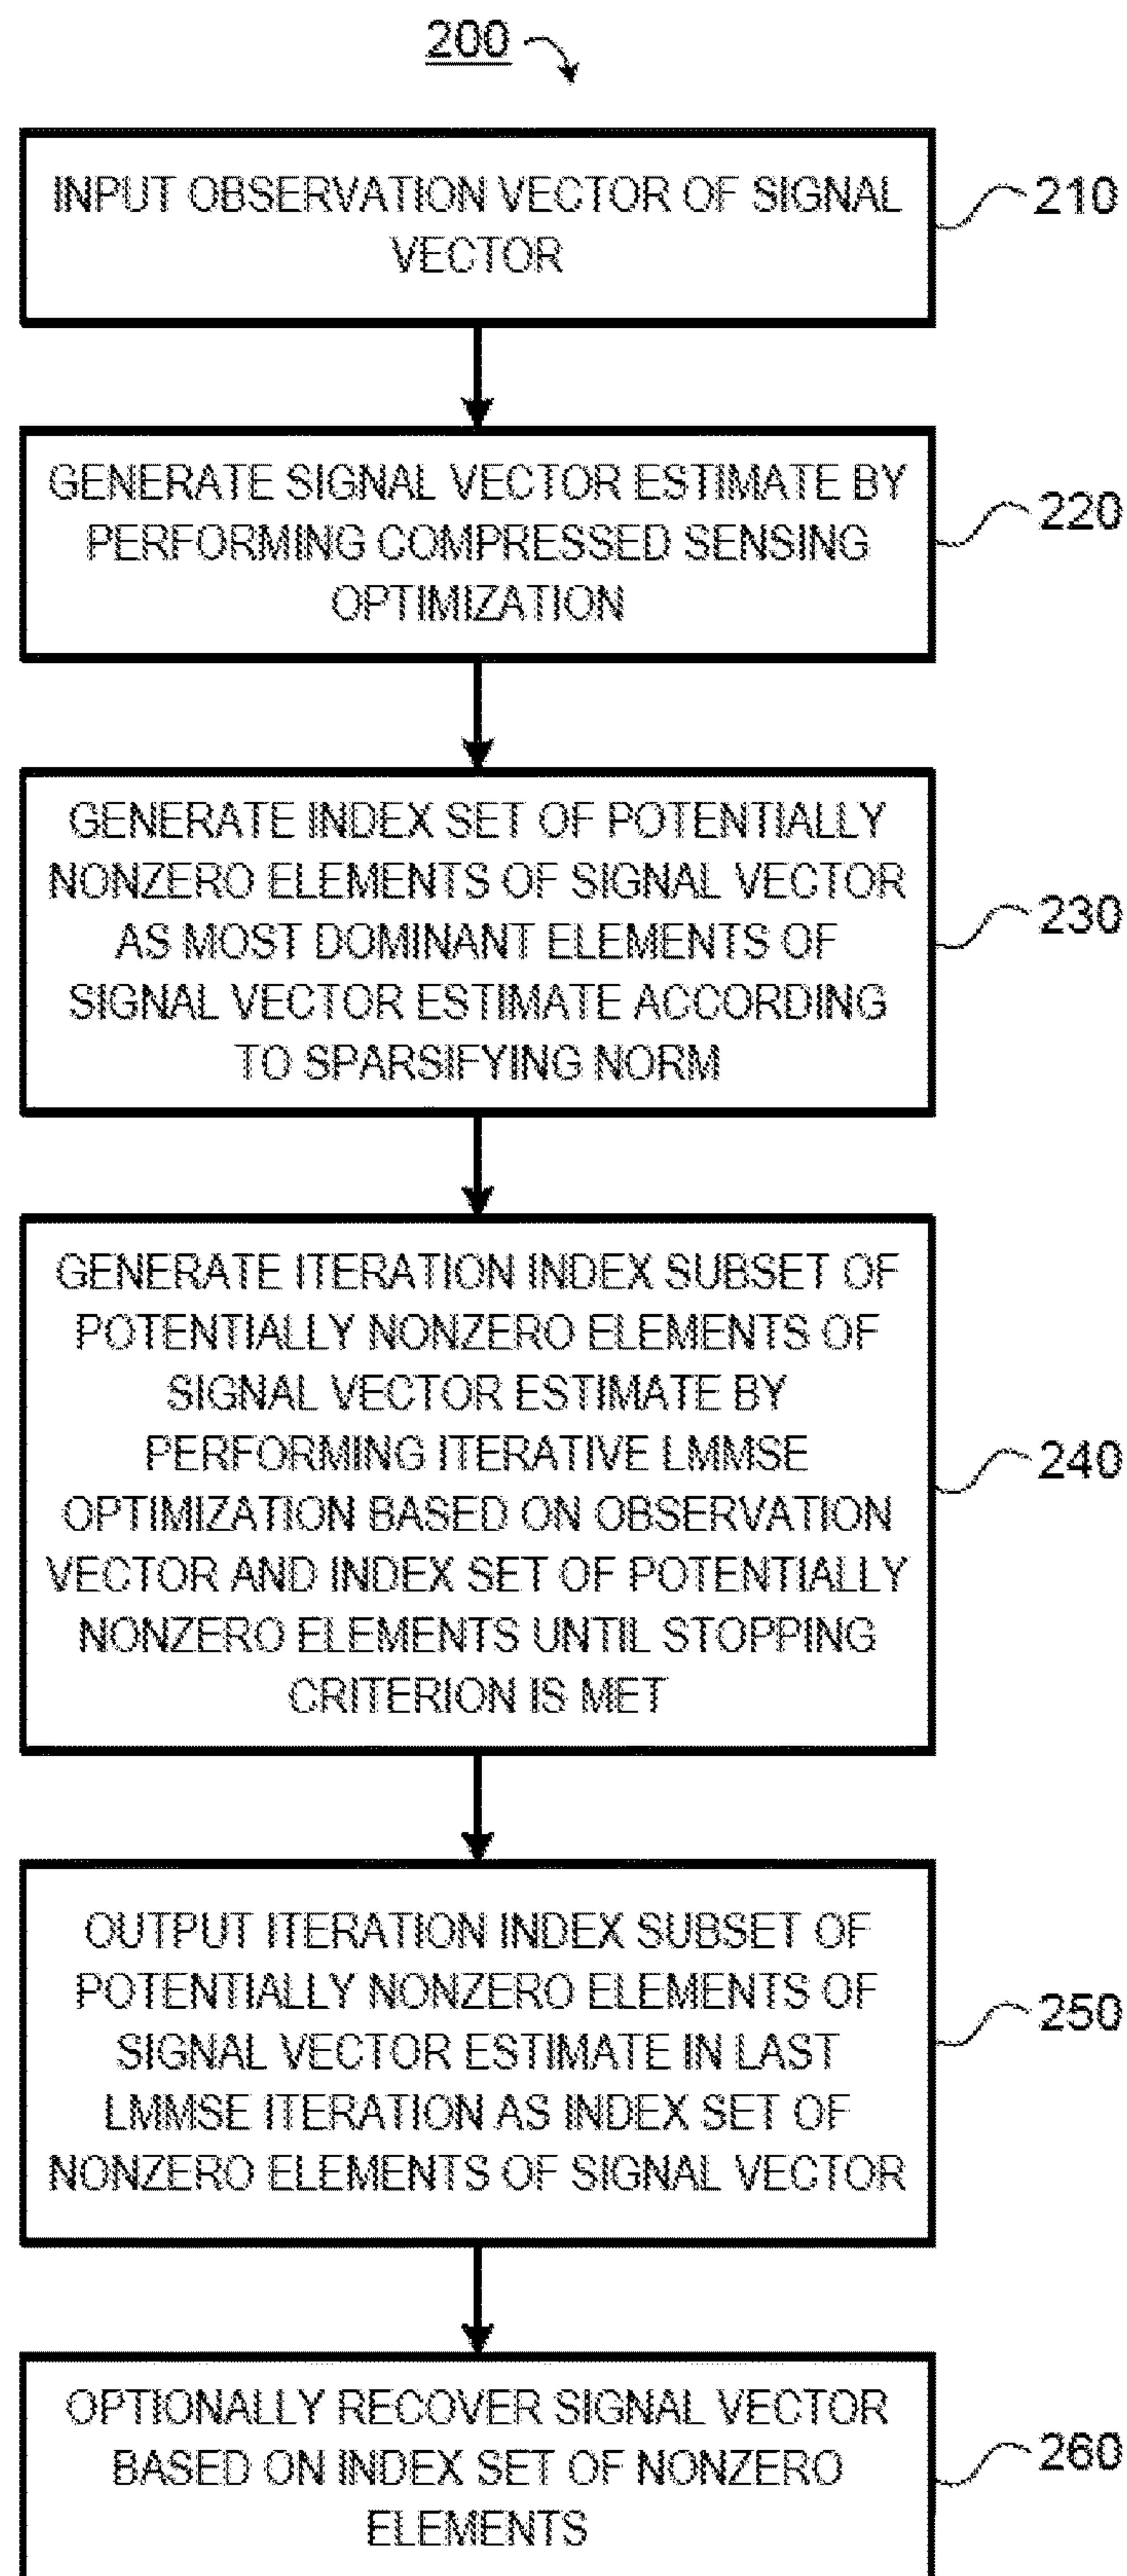 200
INPUT OBSERVATION VECTOR OF SIGNAL
VECTOR
210
GENERATE SIGNAL VECTOR ESTIMATE BY
PERFORMING COMPRESSED SENSING
OPTIMIZATION
220
GENERATE INDEX SET OF POTENTIALLY
NONZERO ELEMENTS OF SIGNAL VECTOR
AS MOST DOMINANT ELEMENTS OF
SIGNAL VECTOR ESTIMATE ACCORDING
TO SPARSIFYING NORM
230
GENERATE ITERATION INDEX SUBSET OF
POTENTIALLY NONZERO ELEMENTS OF
SIGNAL VECTOR ESTIMATE BY
PERFORMING ITERATIVE LMMSE
OPTIMIZATION BASED ON OBSERVATION
VECTOR AND INDEX SET OF POTENTIALLY
NONZERO ELEMENTS UNTIL STOPPING
CRITERION IS MET
240
OUTPUT ITERATION INDEX SUBSET OF
POTENTIALLY NONZERO ELEMENTS OF
SIGNAL VECTOR ESTIMATE IN LAST
LMMSE ITERATION AS INDEX SET OF
NONZERO ELEMENTS OF SIGNAL VECTOR
250
OPTIONALLY RECOVER SIGNAL VECTOR
BASED ON INDEX SET OF NONZERO
ELEMENTS
260